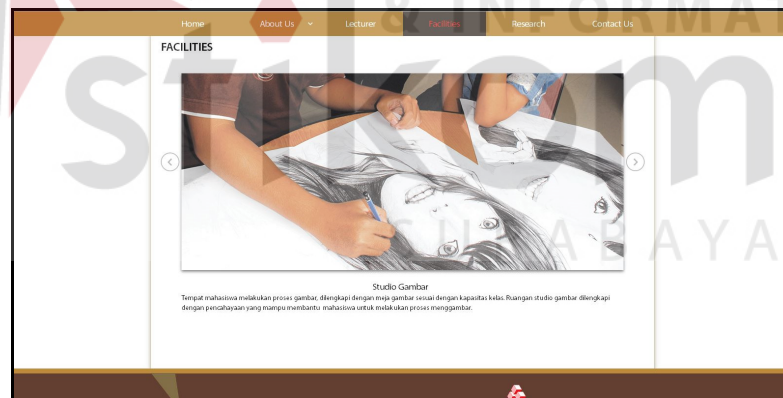 & INFORMA
Home About Us Lecturer Facilities Research Contact Us
FACILITIES
stikom
SURABAYA
Studio Gambar
Tempat mahasiswa melakukan proses gambar, dilengkapi dengan meja gambar sesuai dengan kapasitas kelas. Ruangan studio gambar dilengkapi
dengan pencahayaan yang mampu membantu mahasiswa untuk melakukan proses menggambar.